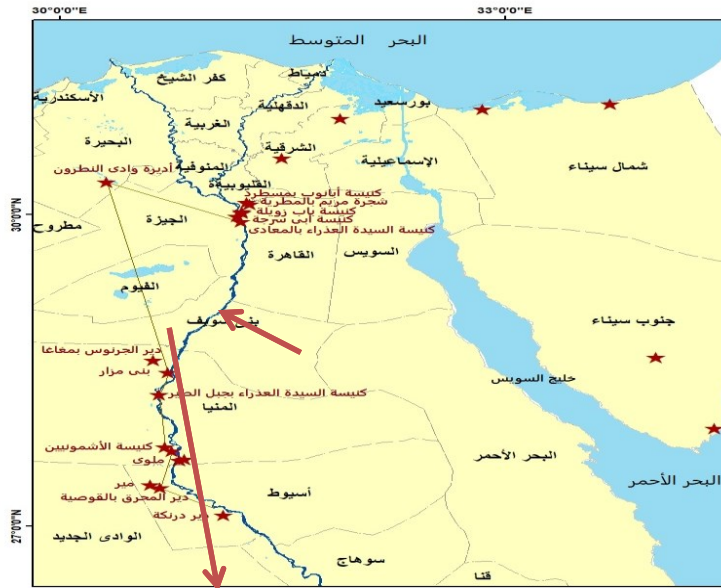 30°0'0"E
33°0'0"E
البحر المتوسط
دمياط
كفر الشيخ
الأسكندرية
الدقهلية
بورسعيد
الغربية
البحيرة
الشرقية
الإسماعيلية
شمال سيناء
المنوفية
أديرة وادى النطرون
القليوبية
كنيسة أبانوب بمسطرد
شجرة مريم بالمطرية
كنيسة باب زويلة
كنيسة أبى سرجة
كنيسة السيدة العذراء بالمعادى
30°0'0"N
الجيزة
مطروح
القاهرة
السويس
الفيوم
بنى سويف
جنوب سيناء
دير الجرنوس بمغاغا
بنى مزار
خليج السويس
كنيسة السيدة العذراء بجبل الطير
المنيا
كنيسة الأشمونيين
ملوى
البحر الأحمر
البحر الأحمر
مير
دير المحرق بالقوصية
أسيوط
دير درنكة
27°0'0"N
الوادى الجديد
سوهاج
قنا